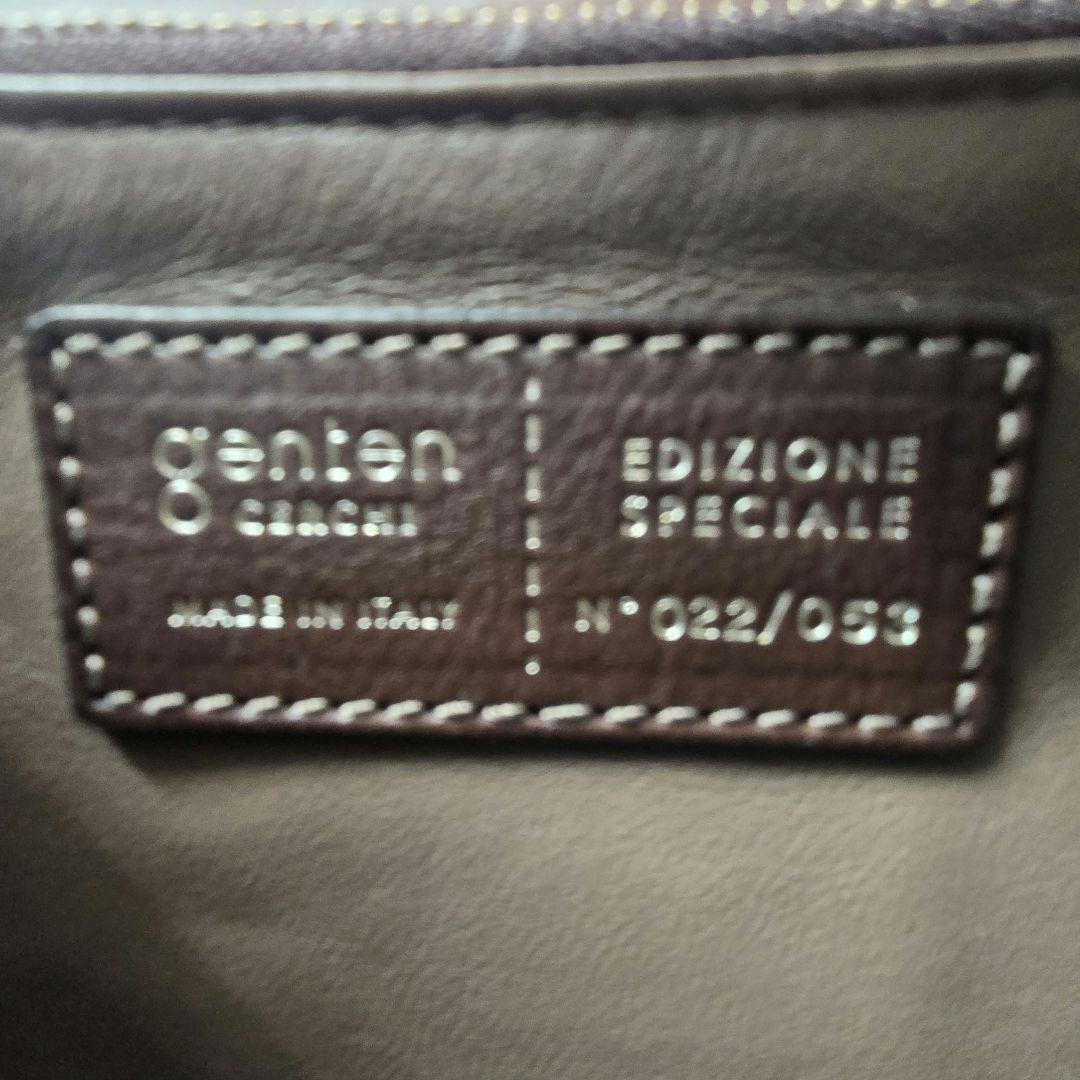 genten
CERCHI
MADE IN ITALY
EDIZIONE
SPECIALE
N° 022/053